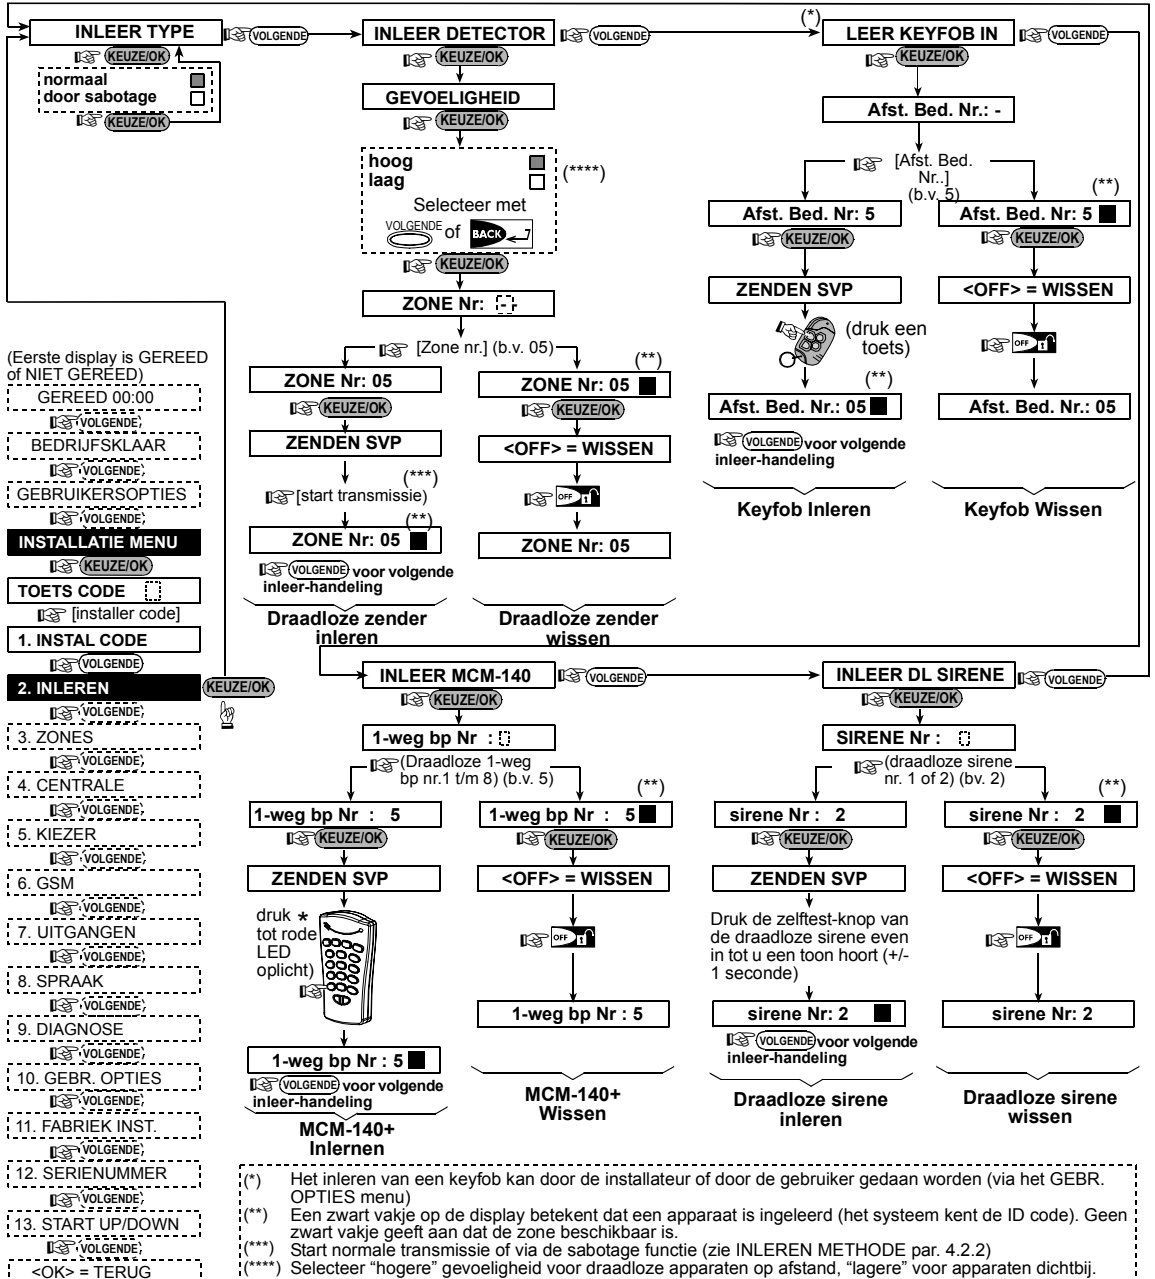 INLEER TYPE
VOLGENDE
KEUZE/OK
normaal
door sabotage
KEUZE/OK
INLEER DETECTOR
VOLGENDE
KEUZE/OK
GEVOELIGHEID
KEUZE/OK
hoog
laag
(****)
Selecteer met
VOLGENDE of BACK
KEUZE/OK
ZONE Nr: [-]
[Zone nr.] (b.v. 05)
ZONE Nr: 05
KEUZE/OK
ZENDEN SVP
(***)
[start transmissie)
(**)
ZONE Nr: 05
VOLGENDE voor volgende
inleer-handeling
Draadloze zender
inleren
(**)
ZONE Nr: 05
KEUZE/OK
<OFF> = WISSEN
OFF
ZONE Nr: 05
Draadloze zender
wissen
(*)
LEER KEYFOB IN
VOLGENDE
KEUZE/OK
Afst. Bed. Nr.: -
[Afst. Bed.
Nr..]
(b.v. 5)
Afst. Bed. Nr: 5
KEUZE/OK
ZENDEN SVP
(druk een
toets)
(**)
Afst. Bed. Nr.: 05
VOLGENDE voor volgende
inleer-handeling
Keyfob Inleren
(**)
Afst. Bed. Nr: 5
KEUZE/OK
<OFF> = WISSEN
OFF
Afst. Bed. Nr.: 05
Keyfob Wissen
(Eerste display is GEREED
of NIET GEREED)
GEREED 00:00
VOLGENDE
BEDRIJFSKLAAR
VOLGENDE
GEBRUIKERSOPTIES
VOLGENDE
INSTALLATIE MENU
KEUZE/OK
TOETS CODE
[installer code]
1. INSTAL CODE
VOLGENDE
2. INLEREN
KEUZE/OK
VOLGENDE
3. ZONES
VOLGENDE
4. CENTRALE
VOLGENDE
5. KIEZER
VOLGENDE
6. GSM
VOLGENDE
7. UITGANGEN
VOLGENDE
8. SPRAAK
VOLGENDE
9. DIAGNOSE
VOLGENDE
10. GEBR. OPTIES
VOLGENDE
11. FABRIEK INST.
VOLGENDE
12. SERIENUMMER
VOLGENDE
13. START UP/DOWN
VOLGENDE
<OK> = TERUG
INLEER MCM-140
VOLGENDE
KEUZE/OK
1-weg bp Nr :
(Draadloze 1-weg
bp nr.1 t/m 8) (b.v. 5)
1-weg bp Nr : 5
KEUZE/OK
ZENDEN SVP
druk *
tot rode
LED
oplicht)
1-weg bp Nr : 5
VOLGENDE voor volgende
inleer-handeling
MCM-140+
Inlernen
(**)
1-weg bp Nr : 5
KEUZE/OK
<OFF> = WISSEN
OFF
1-weg bp Nr : 5
MCM-140+
Wissen
INLEER DL SIRENE
VOLGENDE
KEUZE/OK
SIRENE Nr :
(draadloze sirene
nr. 1 of 2) (bv. 2)
sirene Nr : 2
KEUZE/OK
ZENDEN SVP
Druk de zelftest-knop van
de draadloze sirene even
in tot u een toon hoort (+/-
1 seconde)
sirene Nr: 2
VOLGENDE voor volgende
inleer-handeling
Draadloze sirene
inleren
(**)
sirene Nr : 2
KEUZE/OK
<OFF> = WISSEN
OFF
sirene Nr: 2
Draadloze sirene
wissen
(*) Het inleren van een keyfob kan door de installateur of door de gebruiker gedaan worden (via het GEBR.
OPTIES menu)
(**) Een zwart vakje op de display betekent dat een apparaat is ingeleerd (het systeem kent de ID code). Geen
zwart vakje geeft aan dat de zone beschikbaar is.
(***) Start normale transmissie of via de sabotage functie (zie INLEREN METHODE par. 4.2.2)
(****) Selecteer “hogere” gevoeligheid voor draadloze apparaten op afstand, “lagere” voor apparaten dichtbij.